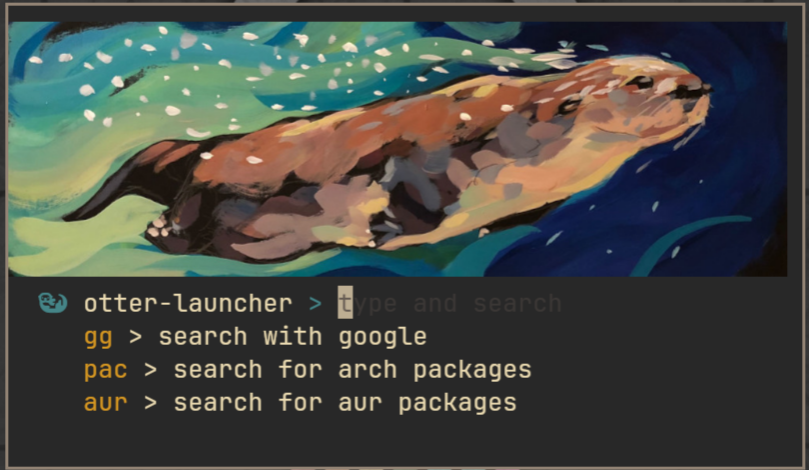 otter-launcher > type and search
gg > search with google
pac > search for arch packages
aur > search for aur packages